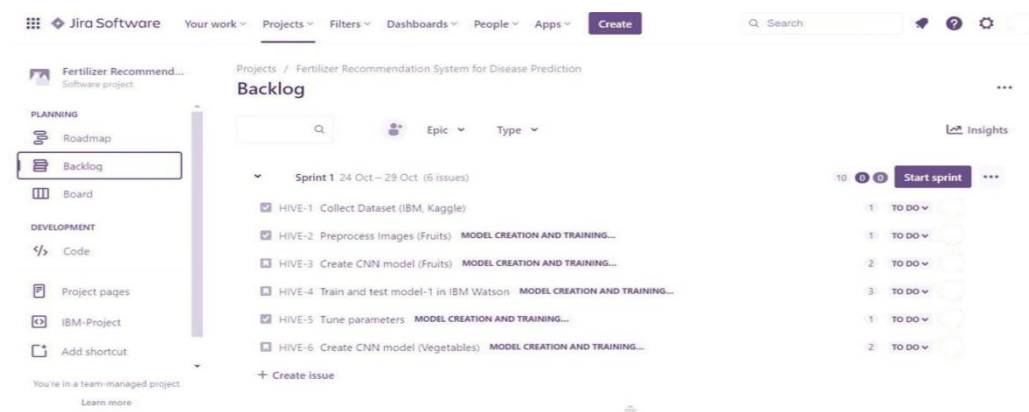 Jira Software Your work Projects Filters Dashboards People Apps Create Search
Fertilizer Recommend...
Software project
PLANNING
Roadmap
Backlog
Board
DEVELOPMENT
Code
Project pages
IBM-Project
Add shortcut
You're in a team-managed project
Learn more
Projects / Fertilizer Recommendation System for Disease Prediction
Backlog
Epic Type Insights
Sprint 1 24 Oct – 29 Oct (6 issues) 10 0 0 Start sprint
HIVE-1 Collect Dataset (IBM, Kaggle) 1 TO DO
HIVE-2 Preprocess Images (Fruits) MODEL CREATION AND TRAINING... 1 TO DO
HIVE-3 Create CNN model (Fruits) MODEL CREATION AND TRAINING... 2 TO DO
HIVE-4 Train and test model-1 in IBM Watson MODEL CREATION AND TRAINING... 3 TO DO
HIVE-5 Tune parameters MODEL CREATION AND TRAINING... 1 TO DO
HIVE-6 Create CNN model (Vegetables) MODEL CREATION AND TRAINING... 2 TO DO
+ Create issue